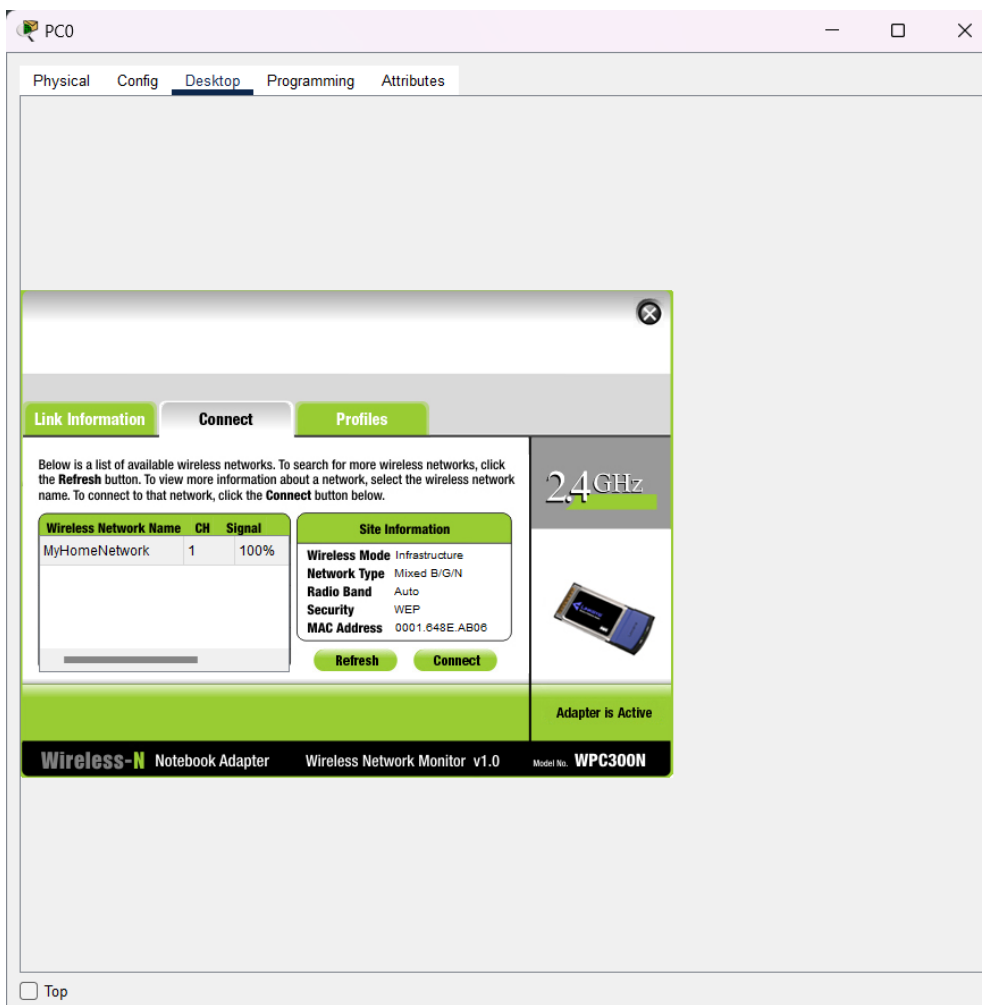 PC0
Physical Config Desktop Programming Attributes
Link Information Connect Profiles
Below is a list of available wireless networks. To search for more wireless networks, click
the Refresh button. To view more information about a network, select the wireless network
name. To connect to that network, click the Connect button below.
2.4GHz
Wireless Network Name CH Signal
MyHomeNetwork 1 100%
Site Information
Wireless Mode Infrastructure
Network Type Mixed B/G/N
Radio Band Auto
Security WEP
MAC Address 0001.648E.AB06
Refresh Connect
Adapter is Active
Wireless-N Notebook Adapter Wireless Network Monitor v1.0 Model No. WPC300N
Top